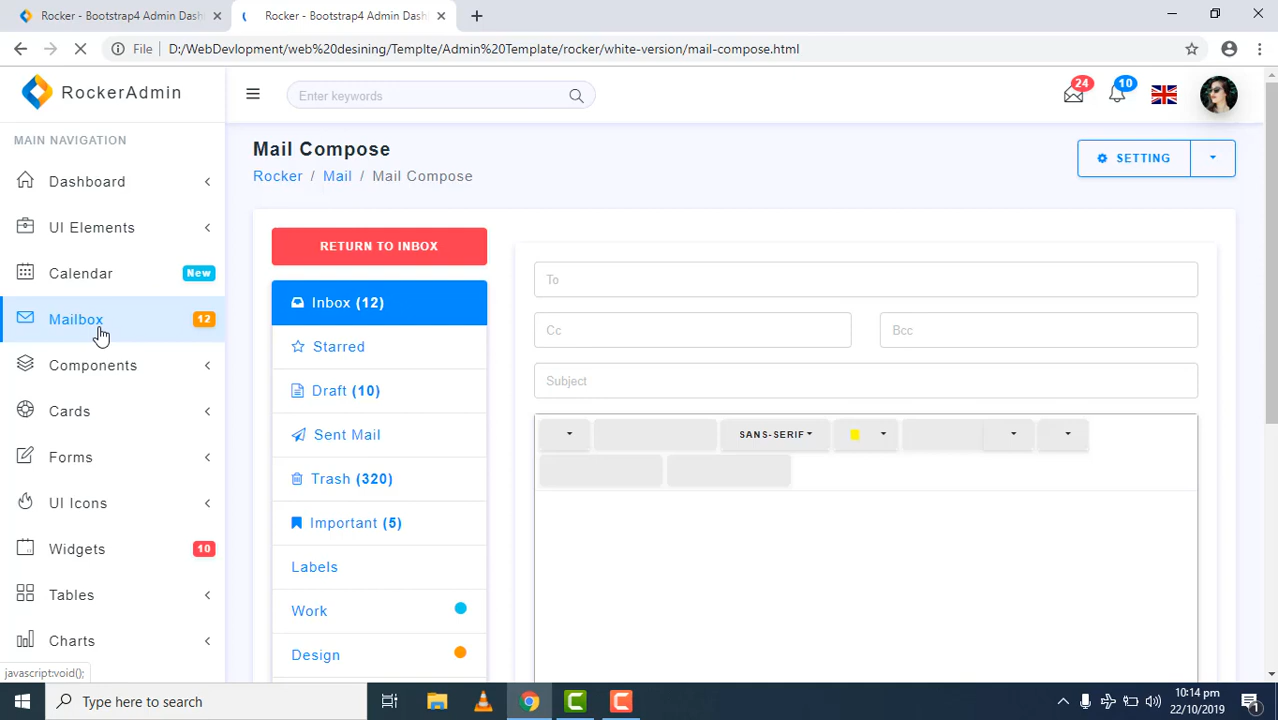 Rocker - Bootstrap4 Admin Dash
Rocker - Bootstrap4 Admin Dash
File
D:/WebDevlopment/web%20desining/Templte/Admin%20Template/rocker/white-version/mail-compose.html
RockerAdmin
Enter keywords
24
10
MAIN NAVIGATION
Dashboard
UI Elements
Calendar New
Mailbox 12
Components
Cards
Forms
UI Icons
Widgets 10
Tables
Charts
Mail Compose
Rocker / Mail / Mail Compose
SETTING
RETURN TO INBOX
Inbox (12)
Starred
Draft (10)
Sent Mail
Trash (320)
Important (5)
Labels
Work
Design
To
Cc
Bcc
Subject
SANS-SERIF
javascript:void();
Type here to search
10:14 pm
22/10/2019
1